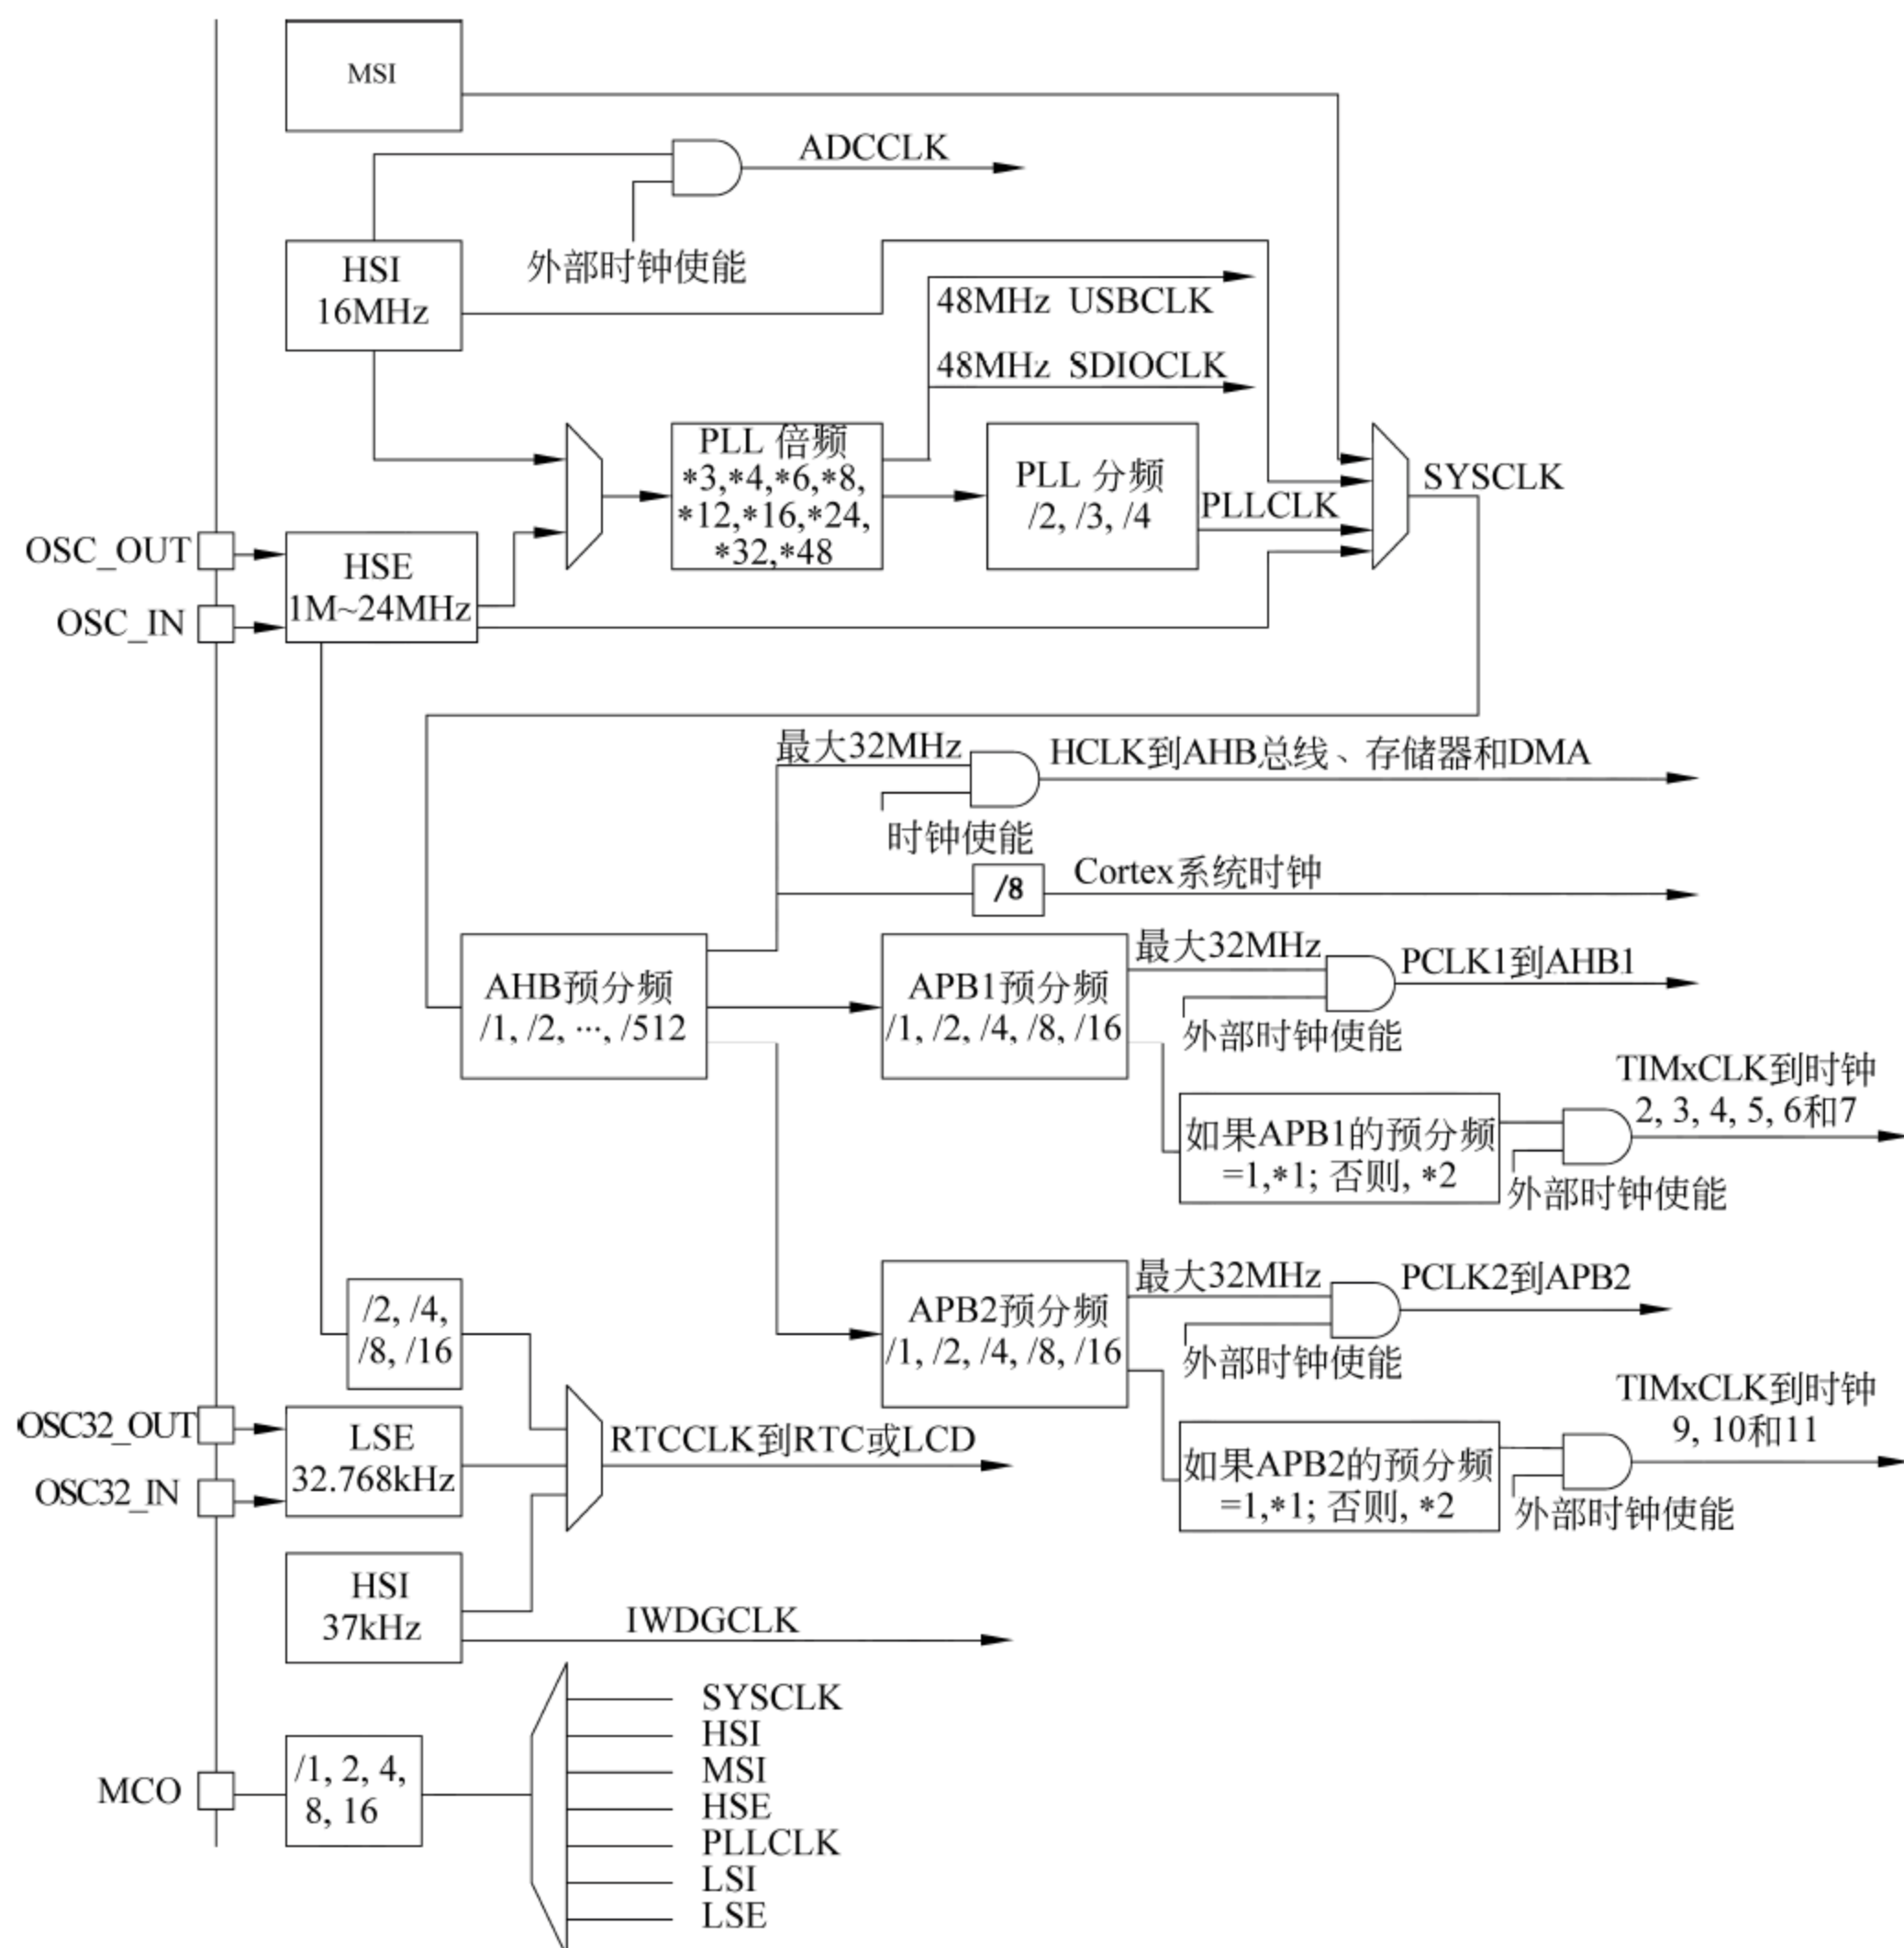 MSI
ADCCLK
外部时钟使能
HSI
16MHz
48MHz USBCLK
48MHz SDIOCLK
PLL 倍频
*3,*4,*6,*8,
*12,*16,*24,
*32,*48
PLL 分频
/2, /3, /4
PLLCLK
SYSCLK
OSC_OUT
OSC_IN
HSE
1M~24MHz
最大32MHz
HCLK到AHB总线、存储器和DMA
时钟使能
/8
Cortex系统时钟
AHB预分频
/1, /2, ···, /512
APB1预分频
/1, /2, /4, /8, /16
最大32MHz
PCLK1到AHB1
外部时钟使能
TIMxCLK到时钟
2, 3, 4, 5, 6和7
如果APB1的预分频
=1,*1; 否则, *2
外部时钟使能
APB2预分频
/1, /2, /4, /8, /16
最大32MHz
PCLK2到APB2
外部时钟使能
TIMxCLK到时钟
9, 10和11
如果APB2的预分频
=1,*1; 否则, *2
外部时钟使能
/2, /4,
/8, /16
OSC32_OUT
OSC32_IN
LSE
32.768kHz
RTCCLK到RTC或LCD
HSI
37kHz
IWDGCLK
MCO
/1, 2, 4,
8, 16
SYSCLK
HSI
MSI
HSE
PLLCLK
LSI
LSE